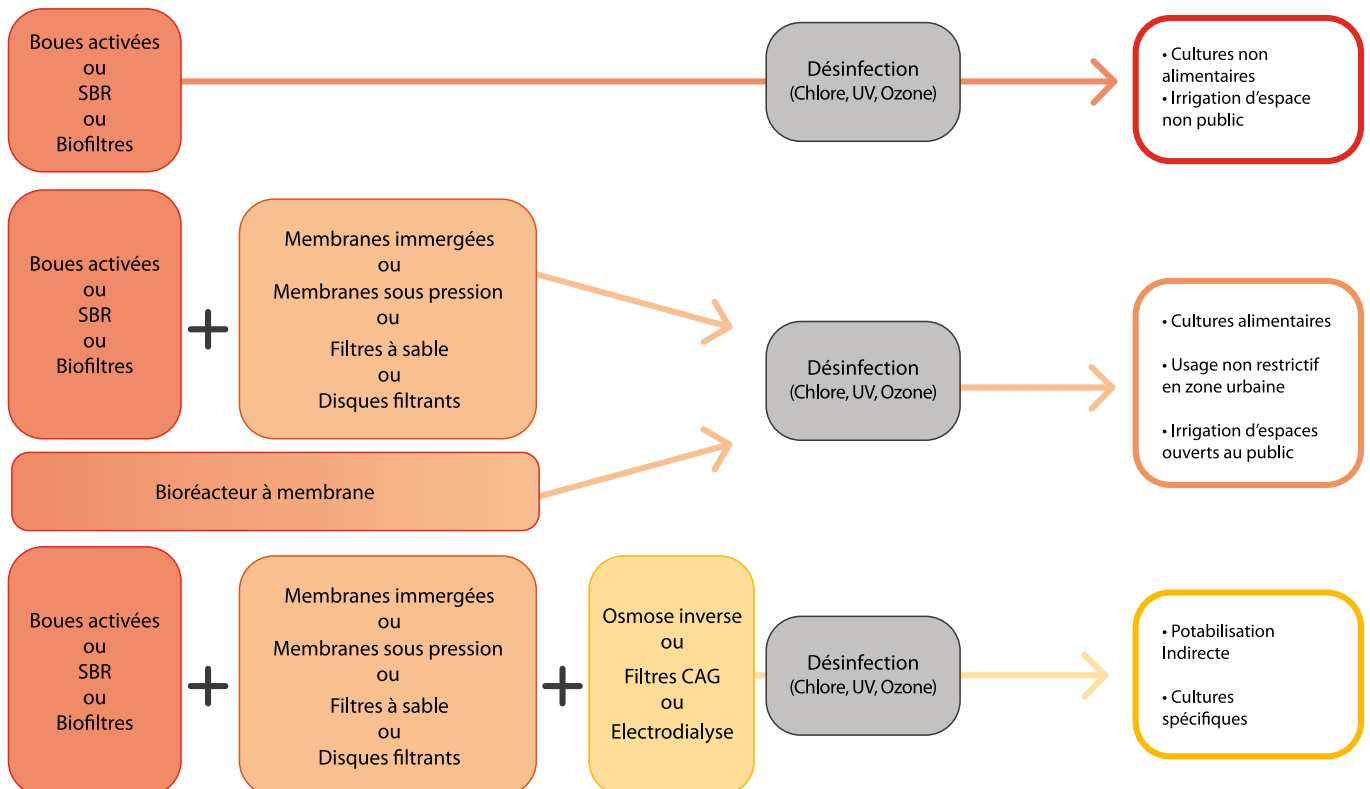 Boues activées
ou
SBR
ou
Biofiltres
Désinfection
(Chlore, UV, Ozone)
• Cultures non
alimentaires
• Irrigation d’espace
non public
Boues activées
ou
SBR
ou
Biofiltres
+
Membranes immergées
ou
Membranes sous pression
ou
Filtres à sable
ou
Disques filtrants
Bioréacteur à membrane
Désinfection
(Chlore, UV, Ozone)
• Cultures alimentaires
• Usage non restrictif
en zone urbaine
• Irrigation d’espaces
ouverts au public
Boues activées
ou
SBR
ou
Biofiltres
+
Membranes immergées
ou
Membranes sous pression
ou
Filtres à sable
ou
Disques filtrants
+
Osmose inverse
ou
Filtres CAG
ou
Electrodialyse
Désinfection
(Chlore, UV, Ozone)
• Potabilisation
Indirecte
• Cultures
spécifiques